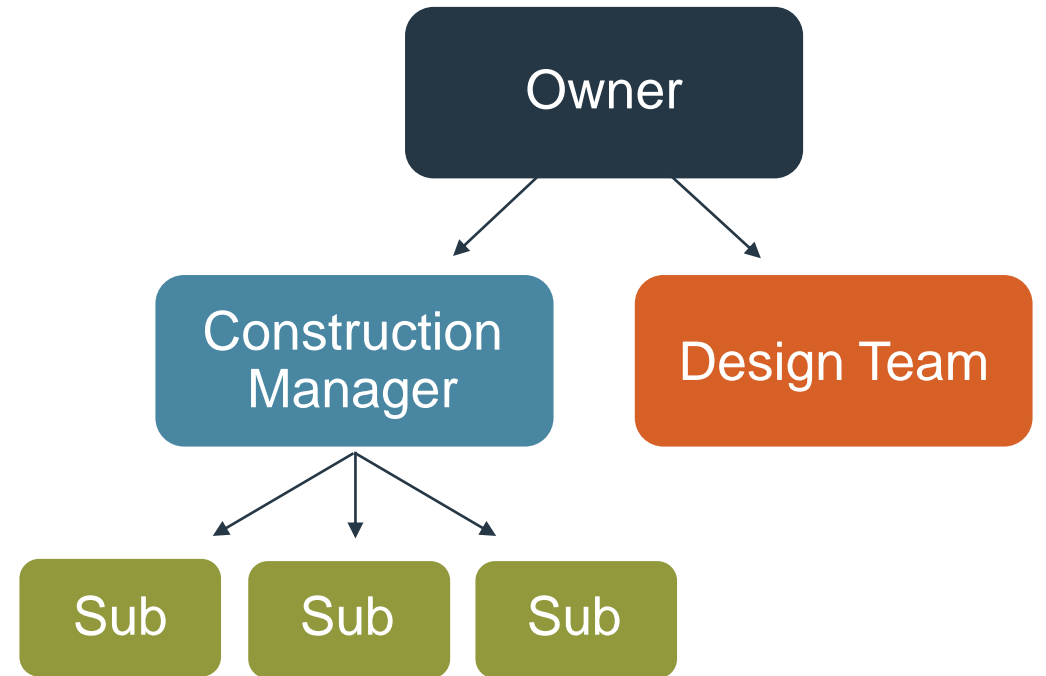 Owner
Construction
Manager
Design Team
Sub
Sub
Sub